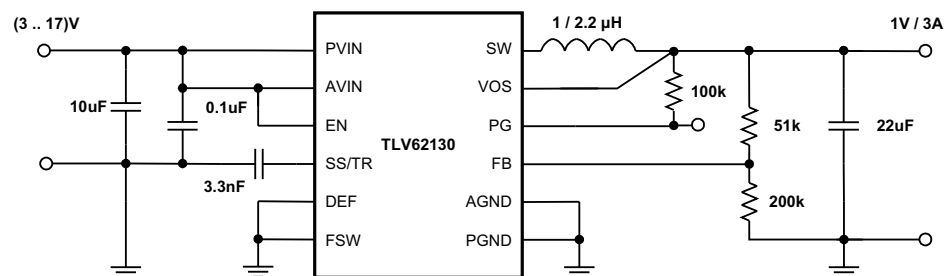 (3 .. 17)V
1 / 2.2 µH
1V / 3A
PVIN
SW
AVIN
VOS
10uF
0.1uF
100k
EN
PG
51k
22uF
TLV62130
SS/TR
FB
3.3nF
200k
DEF
AGND
FSW
PGND